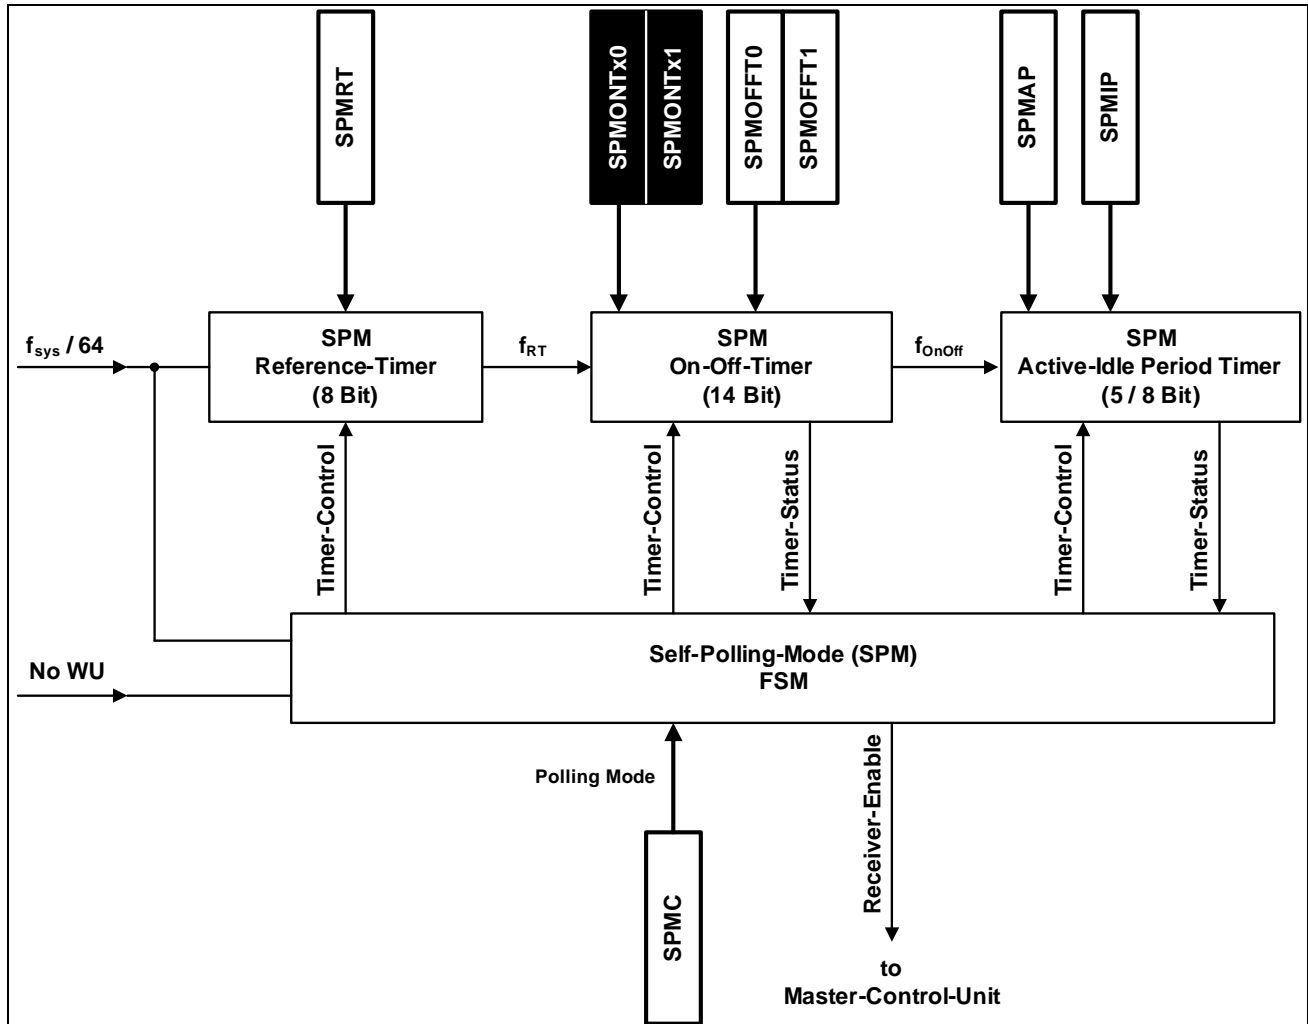 SPMRT
SPMONTx0
SPMONTx1
SPMOFFT0
SPMOFFT1
SPMAP
SPMIP
fsys / 64
SPM
Reference-Timer
(8 Bit)
fRT
SPM
On-Off-Timer
(14 Bit)
fOnOff
SPM
Active-Idle Period Timer
(5 / 8 Bit)
Timer-Control
Timer-Control
Timer-Status
Timer-Control
Timer-Status
No WU
Self-Polling-Mode (SPM)
FSM
Polling Mode
Receiver-Enable
SPMC
to
Master-Control-Unit